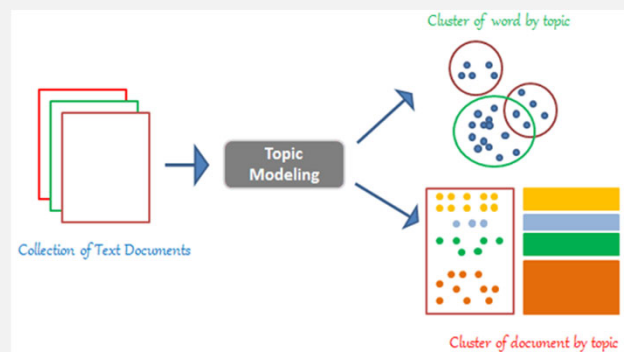 Cluster of word by topic
Topic
Modeling
Collection of Text Documents
Cluster of document by topic